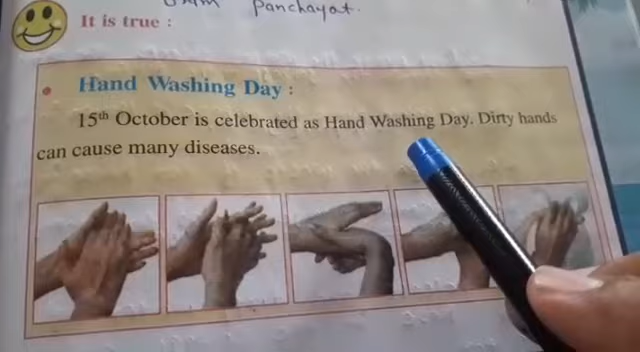 Panchayat.
It is true :
• Hand Washing Day :
15th October is celebrated as Hand Washing Day. Dirty hands
can cause many diseases.